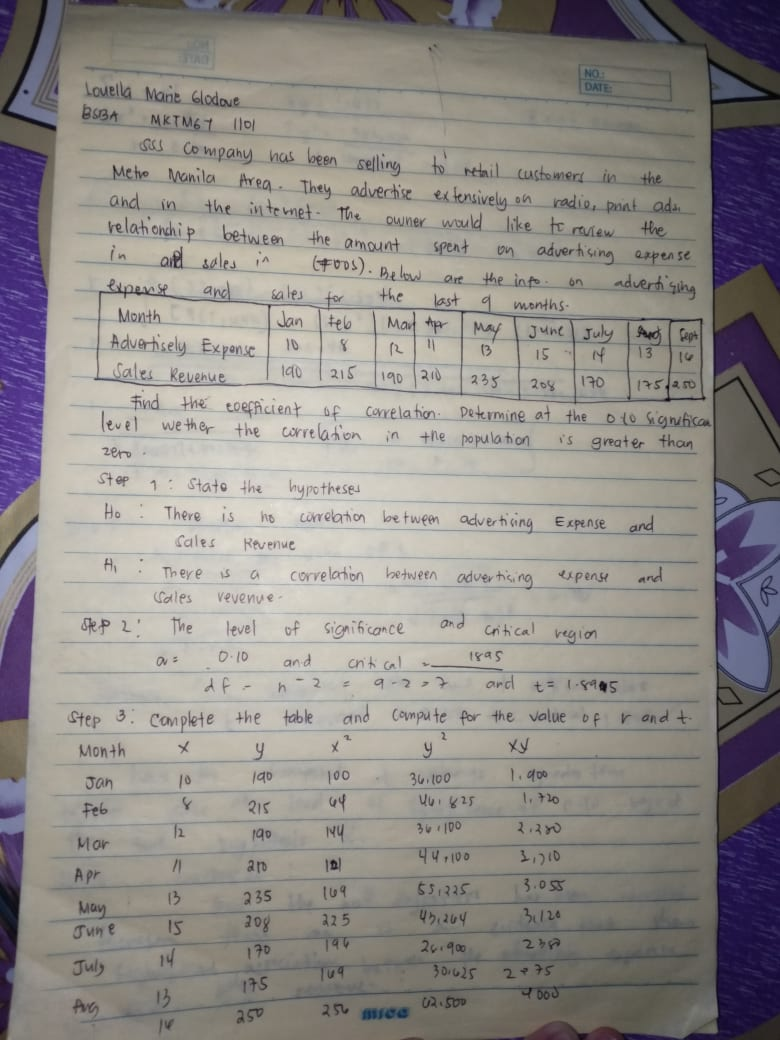 NO.:
DATE:
Louella Marie Glodove
BSBA MKTM67 1101
SSS Company has been selling to retail customers in the
Metro Manila Area. They advertise extensively on radio, print ads.
and in the internet. The owner would like to review the
relationship between the amount spent on advertising expense
in and sales in (₱000s). Below are the info. on advertising
expense and sales for the last 9 months.
Month Jan Feb Mar Apr May June July Aug Sept
Advertisely Expense 10 8 12 11 13 15 14 13 16
Sales Revenue 190 215 190 210 235 208 170 175 250
Find the coefficient of correlation. Determine at the 0.10 significan
level wether the correlation in the population is greater than
zero.
Step 1: State the hypotheses
Ho : There is no correlation between advertising Expense and
Sales Revenue
H1 : There is a correlation between advertising expense and
Sales revenue.
Step 2: The level of significance and critical region
a = 0.10 and critical = 1895
df = n - 2 = 9 - 2 = 7 and t = 1.895
Step 3: Complete the table and compute for the value of r and t.
Month x y x² y² xy
Jan 10 190 100 36,100 1,900
Feb 8 215 64 46,825 1,720
Mar 12 190 144 36,100 2,280
Apr 11 210 121 44,100 2,310
May 13 235 169 55,225 3.055
June 15 208 225 43,264 3,120
July 14 170 196 28,900 2380
Aug 13 175 169 30,625 2275
16 250 256 62.500 4000
mico